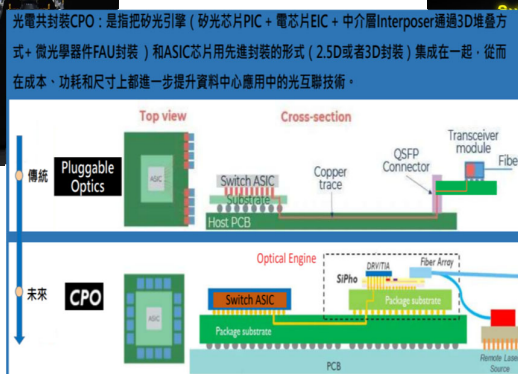 光電共封裝CPO：是指把矽光引擎（矽光芯片PIC + 電芯片EIC + 中介層Interposer通過3D堆疊方
式+ 微光學器件FAU封裝 ）和ASIC芯片用先進封裝的形式（2.5D或者3D封裝）集成在一起，從而
在成本、功耗和尺寸上都進一步提升資料中心應用中的光互聯技術。
Top view
Cross-section
傳統
Pluggable
Optics
ASIC
Switch ASIC
Substrate
Host PCB
Copper
trace
QSFP
Connector
Transceiver
module
Fibe
未來
CPO
ASIC
Optical Engine
Switch ASIC
Package substrate
SiPho
DRV/TIA
Fiber Array
Package substrate
PCB
Remote Lase
Source